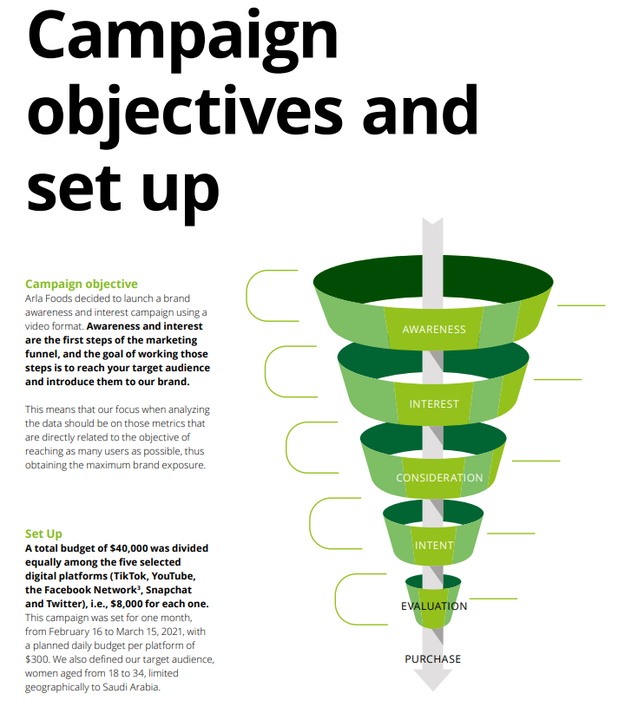 Campaign
objectives and
set up
Campaign objective
Arla Foods decided to launch a brand
awareness and interest campaign using a
video format. Awareness and interest
are the first steps of the marketing
funnel, and the goal of working those
steps is to reach your target audience
and introduce them to our brand.
This means that our focus when analyzing
the data should be on those metrics that
are directly related to the objective of
reaching as many users as possible, thus
obtaining the maximum brand exposure.
Set Up
A total budget of $40,000 was divided
equally among the five selected
digital platforms (TikTok, YouTube,
the Facebook Network³, Snapchat
and Twitter), i.e., $8,000 for each one.
This campaign was set for one month,
from February 16 to March 15, 2021, with
a planned daily budget per platform of
$300. We also defined our target audience,
women aged from 18 to 34, limited
geographically to Saudi Arabia.
AWARENESS
INTEREST
CONSIDERATION
INTENT
EVALUATION
PURCHASE